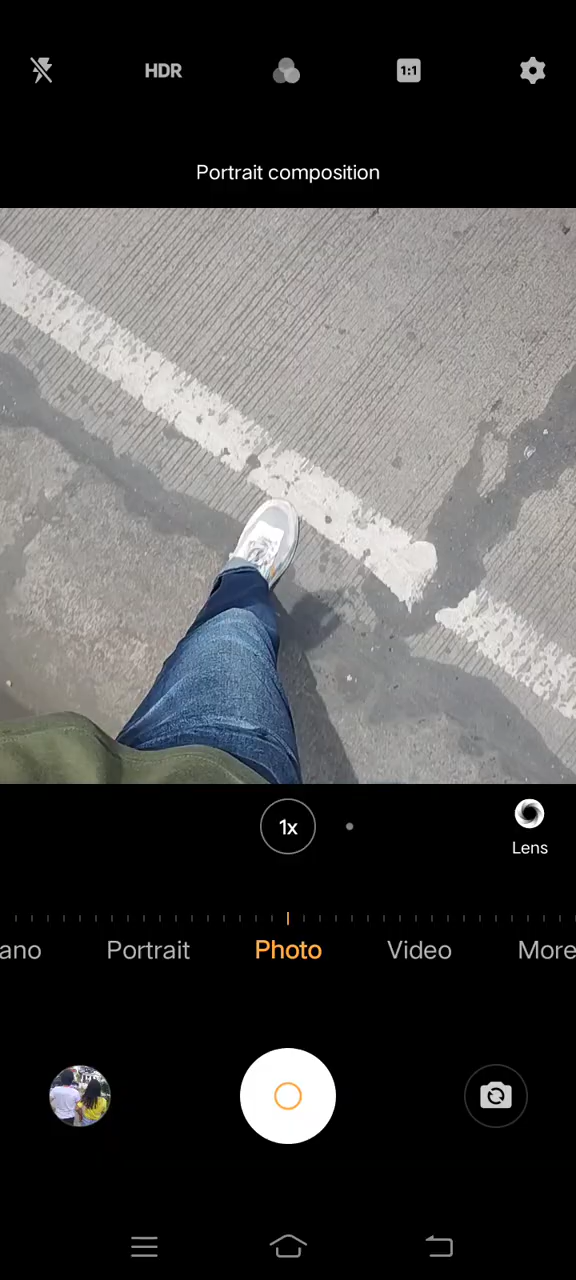 HDR
1:1
Portrait composition
1x
Lens
ano
Portrait
Photo
Video
More